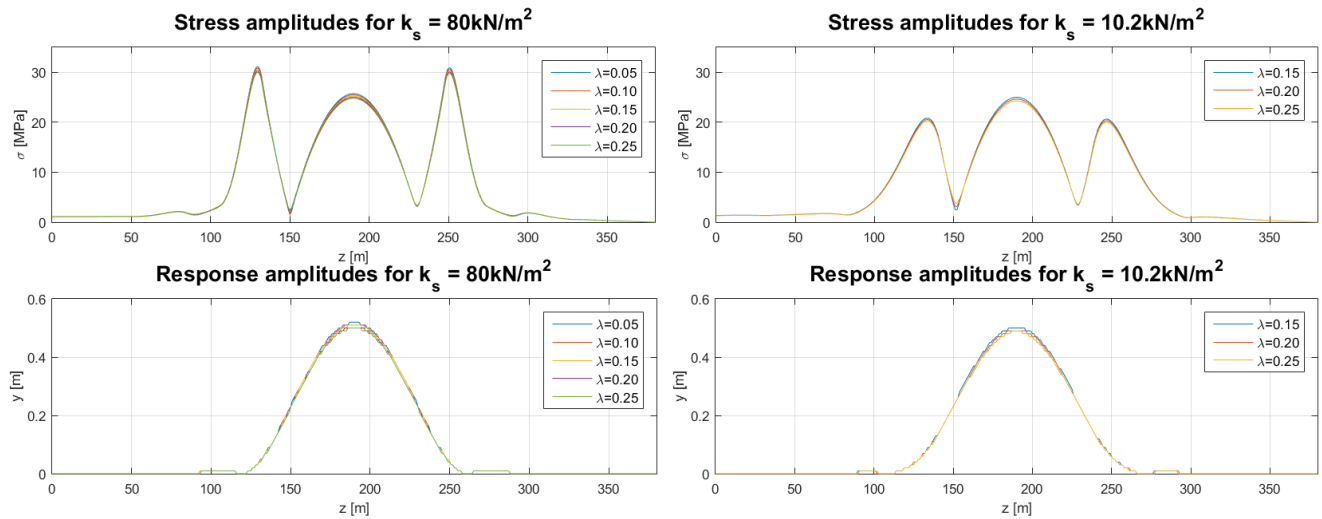 Stress amplitudes for k_s = 80kN/m^2
σ [MPa]
30
20
10
0
0 50 100 150 200 250 300 350
z [m]
λ=0.05
λ=0.10
λ=0.15
λ=0.20
λ=0.25
Stress amplitudes for k_s = 10.2kN/m^2
σ [MPa]
30
20
10
0
0 50 100 150 200 250 300 350
z [m]
λ=0.15
λ=0.20
λ=0.25
Response amplitudes for k_s = 80kN/m^2
y [m]
0.6
0.4
0.2
0
0 50 100 150 200 250 300 350
z [m]
λ=0.05
λ=0.10
λ=0.15
λ=0.20
λ=0.25
Response amplitudes for k_s = 10.2kN/m^2
y [m]
0.6
0.4
0.2
0
0 50 100 150 200 250 300 350
z [m]
λ=0.15
λ=0.20
λ=0.25